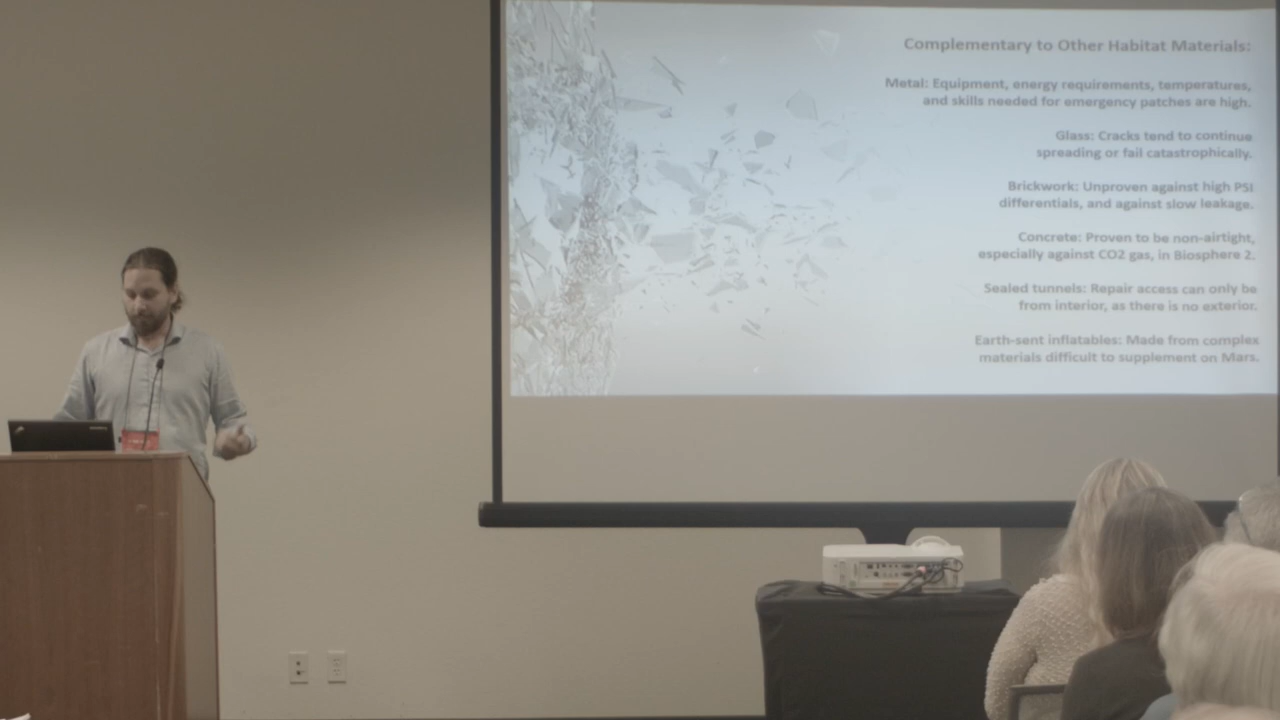 Complementary to Other Habitat Materials:
Metal: Equipment, energy requirements, temperatures,
and skills needed for emergency patches are high.
Glass: Cracks tend to continue
spreading or fail catastrophically.
Brickwork: Unproven against high PSI
differentials, and against slow leakage.
Concrete: Proven to be non-airtight,
especially against CO2 gas, in Biosphere 2.
Sealed tunnels: Repair access can only be
from interior, as there is no exterior.
Earth-sent inflatables: Made from complex
materials difficult to supplement on Mars.